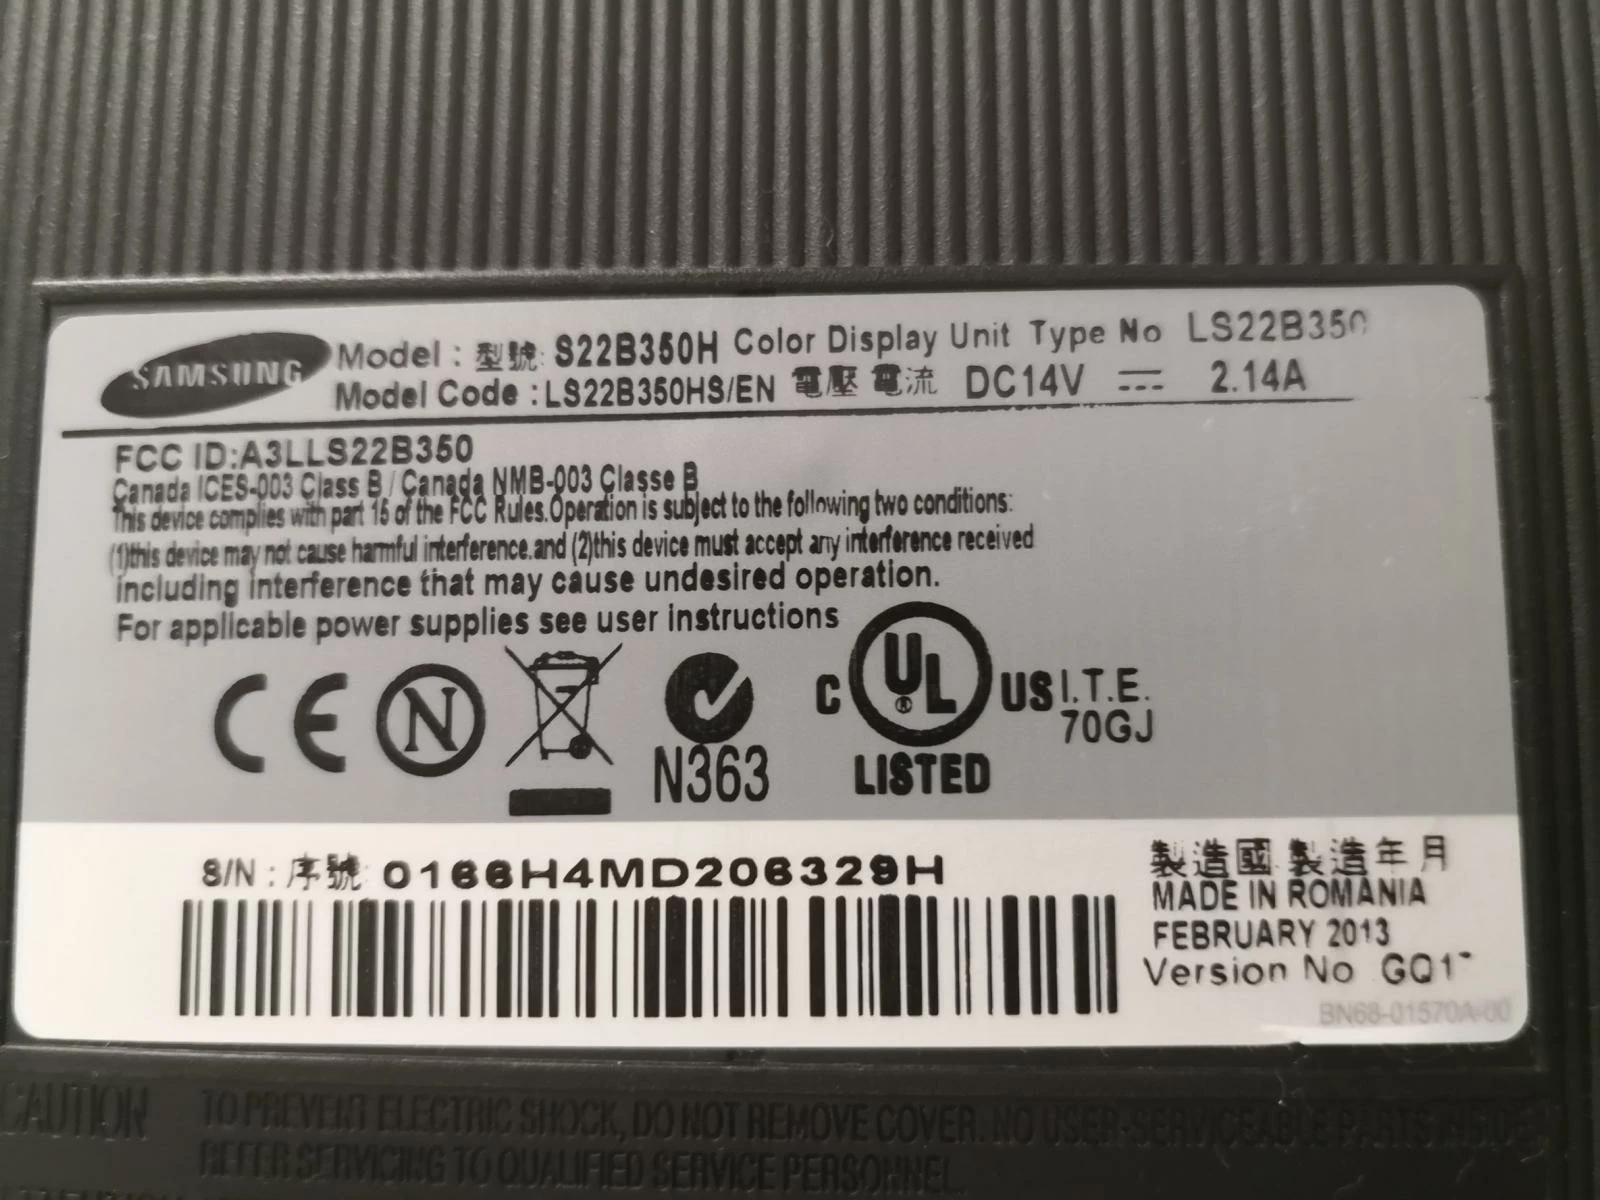 SAMSUNG
Model : 型號: S22B350H Color Display Unit Type No LS22B350
Model Code : LS22B350HS/EN 電壓 電流 DC14V ⎓ 2.14A
FCC ID:A3LLS22B350
Canada ICES-003 Class B / Canada NMB-003 Classe B
This device complies with part 15 of the FCC Rules.Operation is subject to the following two conditions:
(1)this device may not cause harmful interference.and (2)this device must accept any interference received
including interference that may cause undesired operation.
For applicable power supplies see user instructions
CE N N363 C UL ® US LISTED I.T.E.
70GJ
S/N : 序號: 0166H4MD206329H
製造國 製造年月
MADE IN ROMANIA
FEBRUARY 2013
Version No GQ1
BN68-01570A-00
CAUTION TO PREVENT ELECTRIC SHOCK, DO NOT REMOVE COVER. NO USER-SERVICEABLE PARTS INSIDE
REFER SERVICING TO QUALIFIED SERVICE PERSONNEL.